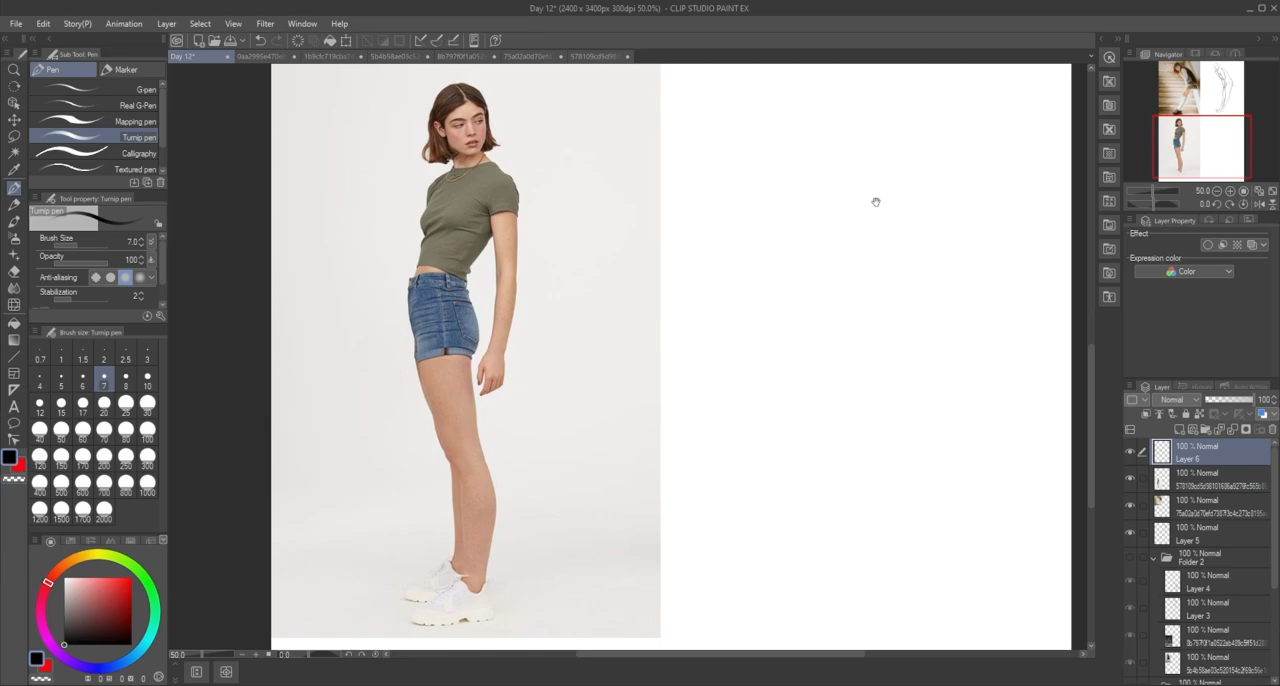 Day 12* (2400 x 3400px 300dpi 50.0%) - CLIP STUDIO PAINT EX
File Edit Story(P) Animation Layer Select View Filter Window Help
Sub Tool: Pen
Pen Marker
G-pen
Real G-Pen
Mapping pen
Turnip pen
Calligraphy
Textured pen
Tool property: Turnip pen
Turnip pen
Brush Size 7.0
Opacity 100
Anti-aliasing
Stabilization 2
Brush size: Turnip pen
0.7 1 1.5 2 2.5 3
4 5 6 7 8 10
12 15 17 20 25 30
40 50 60 70 80 100
120 150 170 200 250 300
400 500 600 700 800 1000
1200 1500 1700 2000
Day 12*
50.0
0.0
Navigator
50.0
0.0
Layer Property
Effect
Expression color
Color
Layer
Normal 100
100 % Normal
Layer 6
100 % Normal
100 % Normal
100 % Normal
Layer 5
100 % Normal
Folder 2
100 % Normal
Layer 4
100 % Normal
Layer 3
100 % Normal
100 % Normal